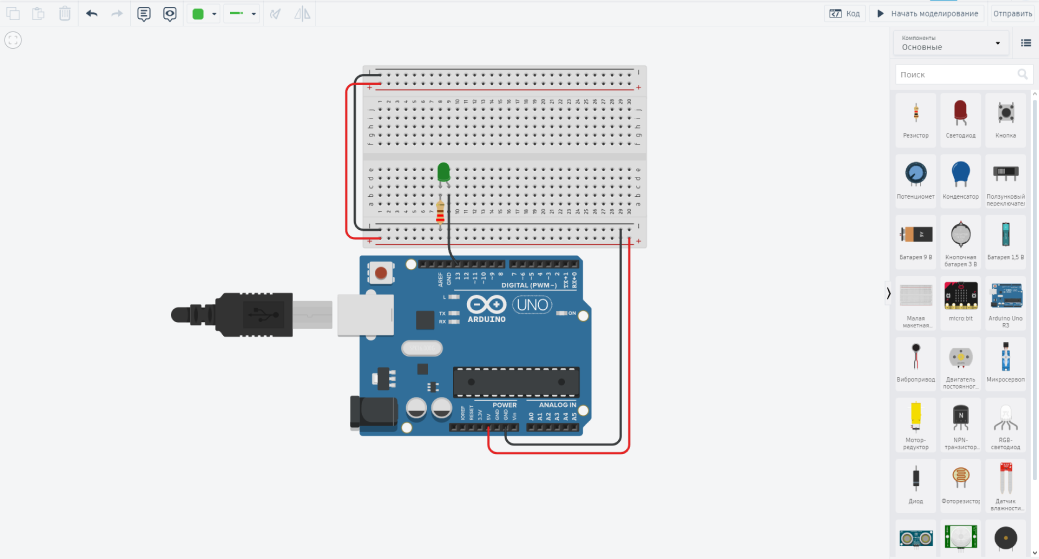 Код
Начать моделирование
Отправить
Компоненты
Основные
Поиск
Резистор
Светодиод
Кнопка
Потенциомет
Конденсатор
Ползунковый
переключате
Батарея 9 В
Кнопочная
батарея 3 В
Батарея 1,5 В
Малая
макетная...
micro:bit
Arduino Uno
R3
Вибропривод
Двигатель
постоянног...
Микросервоп
Мотор-
редуктор
NPN-
транзистор...
RGB-
светодиод
Диод
Фоторезистор
Датчик
влажности...
AREF
GND
13
12
~11
~10
~9
8
7
~6
~5
4
~3
2
TX→1
RX←0
DIGITAL (PWM~)
L
TX
RX
ARDUINO
UNO
ON
POWER
ANALOG IN
IOREF
RESET
3.3V
5V
GND
GND
Vin
A0
A1
A2
A3
A4
A5